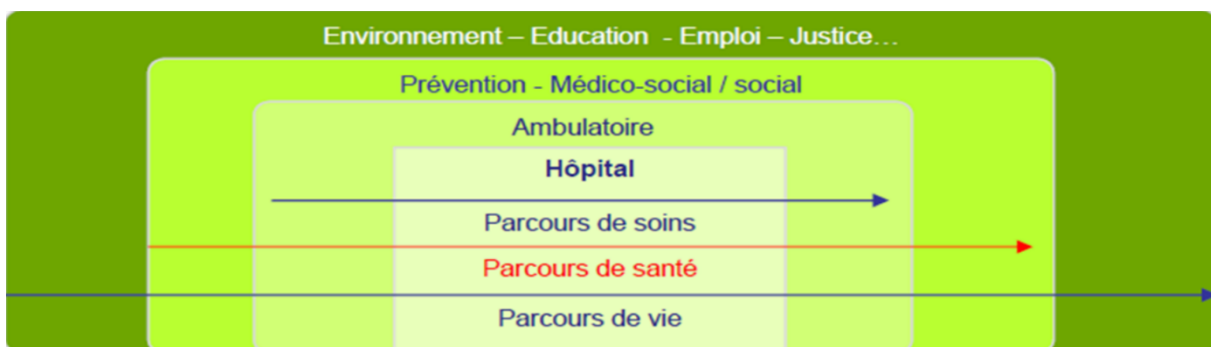 Environnement – Education - Emploi – Justice…
Prévention - Médico-social / social
Ambulatoire
Hôpital
Parcours de soins
Parcours de santé
Parcours de vie